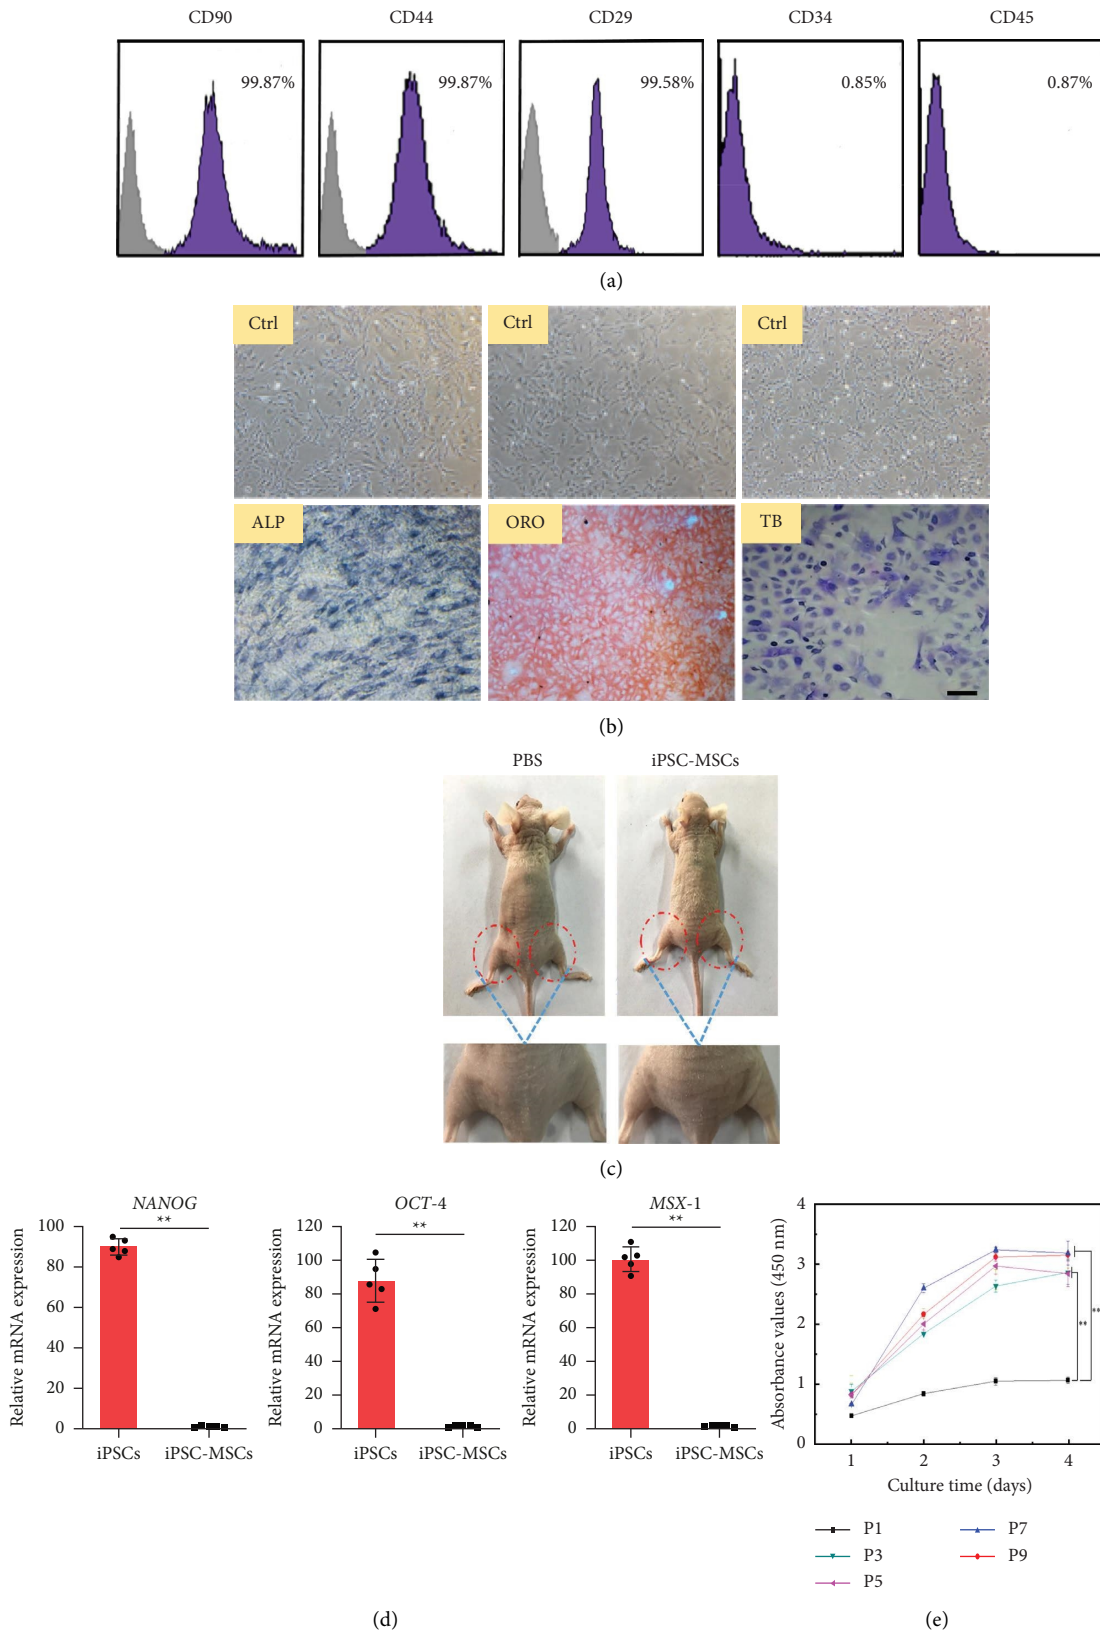 CD90 CD44 CD29 CD34 CD45
99.87% 99.87% 99.58% 0.85% 0.87%
(a)
Ctrl Ctrl Ctrl
ALP ORO TB
(b)
PBS iPSC-MSCs
(c)
NANOG
**
Relative mRNA expression
100
80
60
40
20
0
iPSCs iPSC-MSCs
OCT-4
**
Relative mRNA expression
120
100
80
60
40
20
0
iPSCs iPSC-MSCs
MSX-1
**
Relative mRNA expression
120
100
80
60
40
20
0
iPSCs iPSC-MSCs
(d)
Absorbance values (450 nm)
4
3
2
1
0
** **
1 2 3 4
Culture time (days)
P1 P7
P3 P9
P5
(e)